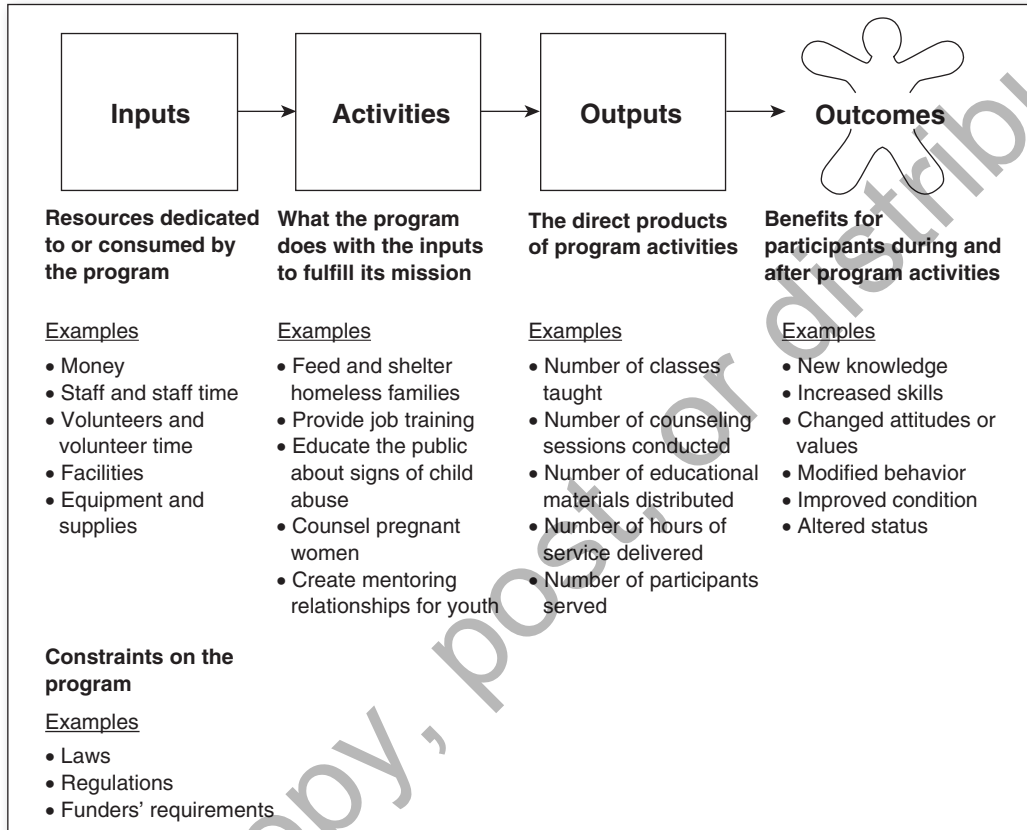 Inputs
Activities
Outputs
Outcomes
Resources dedicated
to or consumed by
the program
Examples
• Money
• Staff and staff time
• Volunteers and
volunteer time
• Facilities
• Equipment and
supplies
Constraints on the
program
Examples
• Laws
• Regulations
• Funders’ requirements
What the program
does with the inputs
to fulfill its mission
Examples
• Feed and shelter
homeless families
• Provide job training
• Educate the public
about signs of child
abuse
• Counsel pregnant
women
• Create mentoring
relationships for youth
The direct products
of program activities
Examples
• Number of classes
taught
• Number of counseling
sessions conducted
• Number of educational
materials distributed
• Number of hours of
service delivered
• Number of participants
served
Benefits for
participants during and
after program activities
Examples
• New knowledge
• Increased skills
• Changed attitudes or
values
• Modified behavior
• Improved condition
• Altered status
opy, post, or distribu